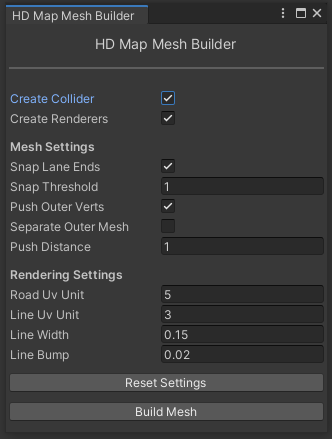 HD Map Mesh Builder
HD Map Mesh Builder
Create Collider
Create Renderers
Mesh Settings
Snap Lane Ends
Snap Threshold 1
Push Outer Verts
Separate Outer Mesh
Push Distance 1
Rendering Settings
Road Uv Unit 5
Line Uv Unit 3
Line Width 0.15
Line Bump 0.02
Reset Settings
Build Mesh